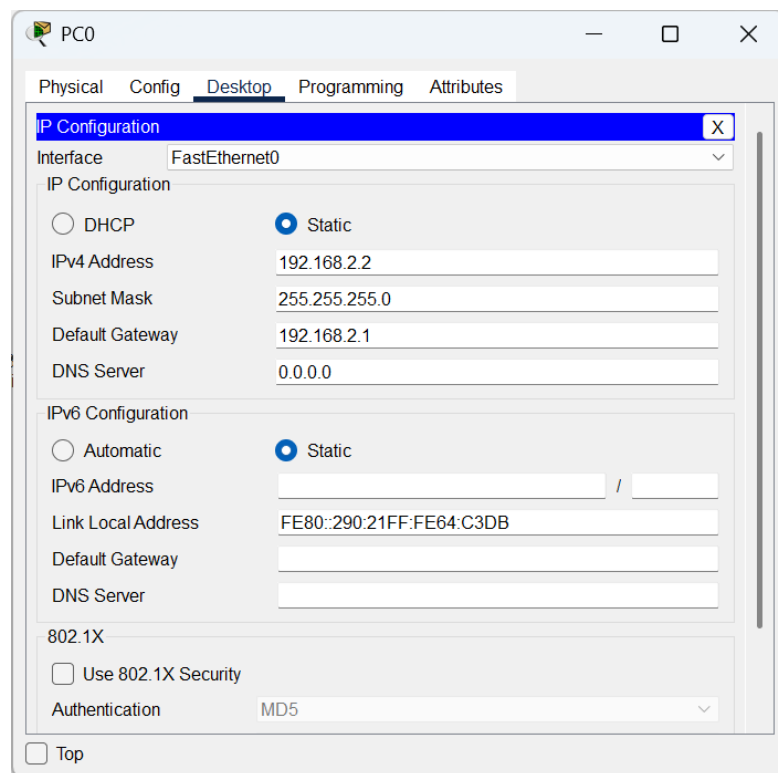 PC0
Physical Config Desktop Programming Attributes
IP Configuration X
Interface FastEthernet0
IP Configuration
DHCP Static
IPv4 Address 192.168.2.2
Subnet Mask 255.255.255.0
Default Gateway 192.168.2.1
DNS Server 0.0.0.0
IPv6 Configuration
Automatic Static
IPv6 Address /
Link Local Address FE80::290:21FF:FE64:C3DB
Default Gateway
DNS Server
802.1X
Use 802.1X Security
Authentication MD5
Top